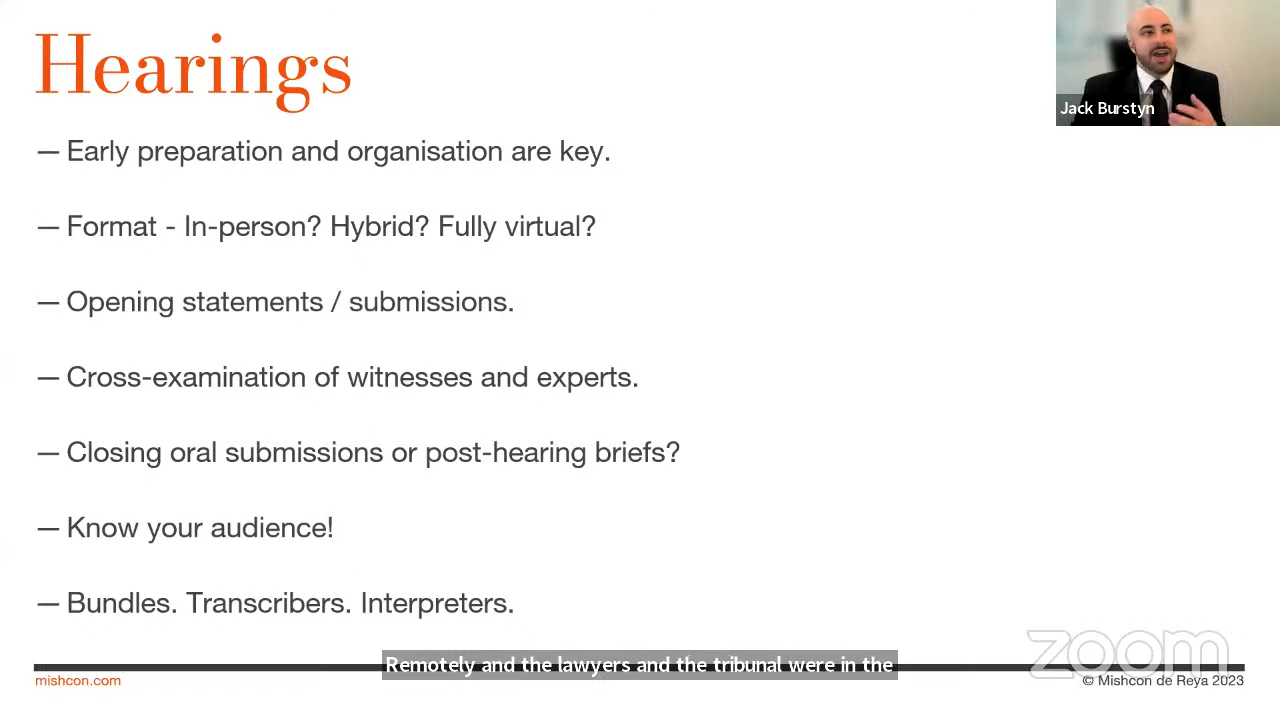 Hearings
Jack Burstyn
— Early preparation and organisation are key.
— Format - In-person? Hybrid? Fully virtual?
— Opening statements / submissions.
— Cross-examination of witnesses and experts.
— Closing oral submissions or post-hearing briefs?
— Know your audience!
— Bundles. Transcribers. Interpreters.
zoom
Remotely and the lawyers and the tribunal were in the
mishcon.com
© Mishcon de Reya 2023